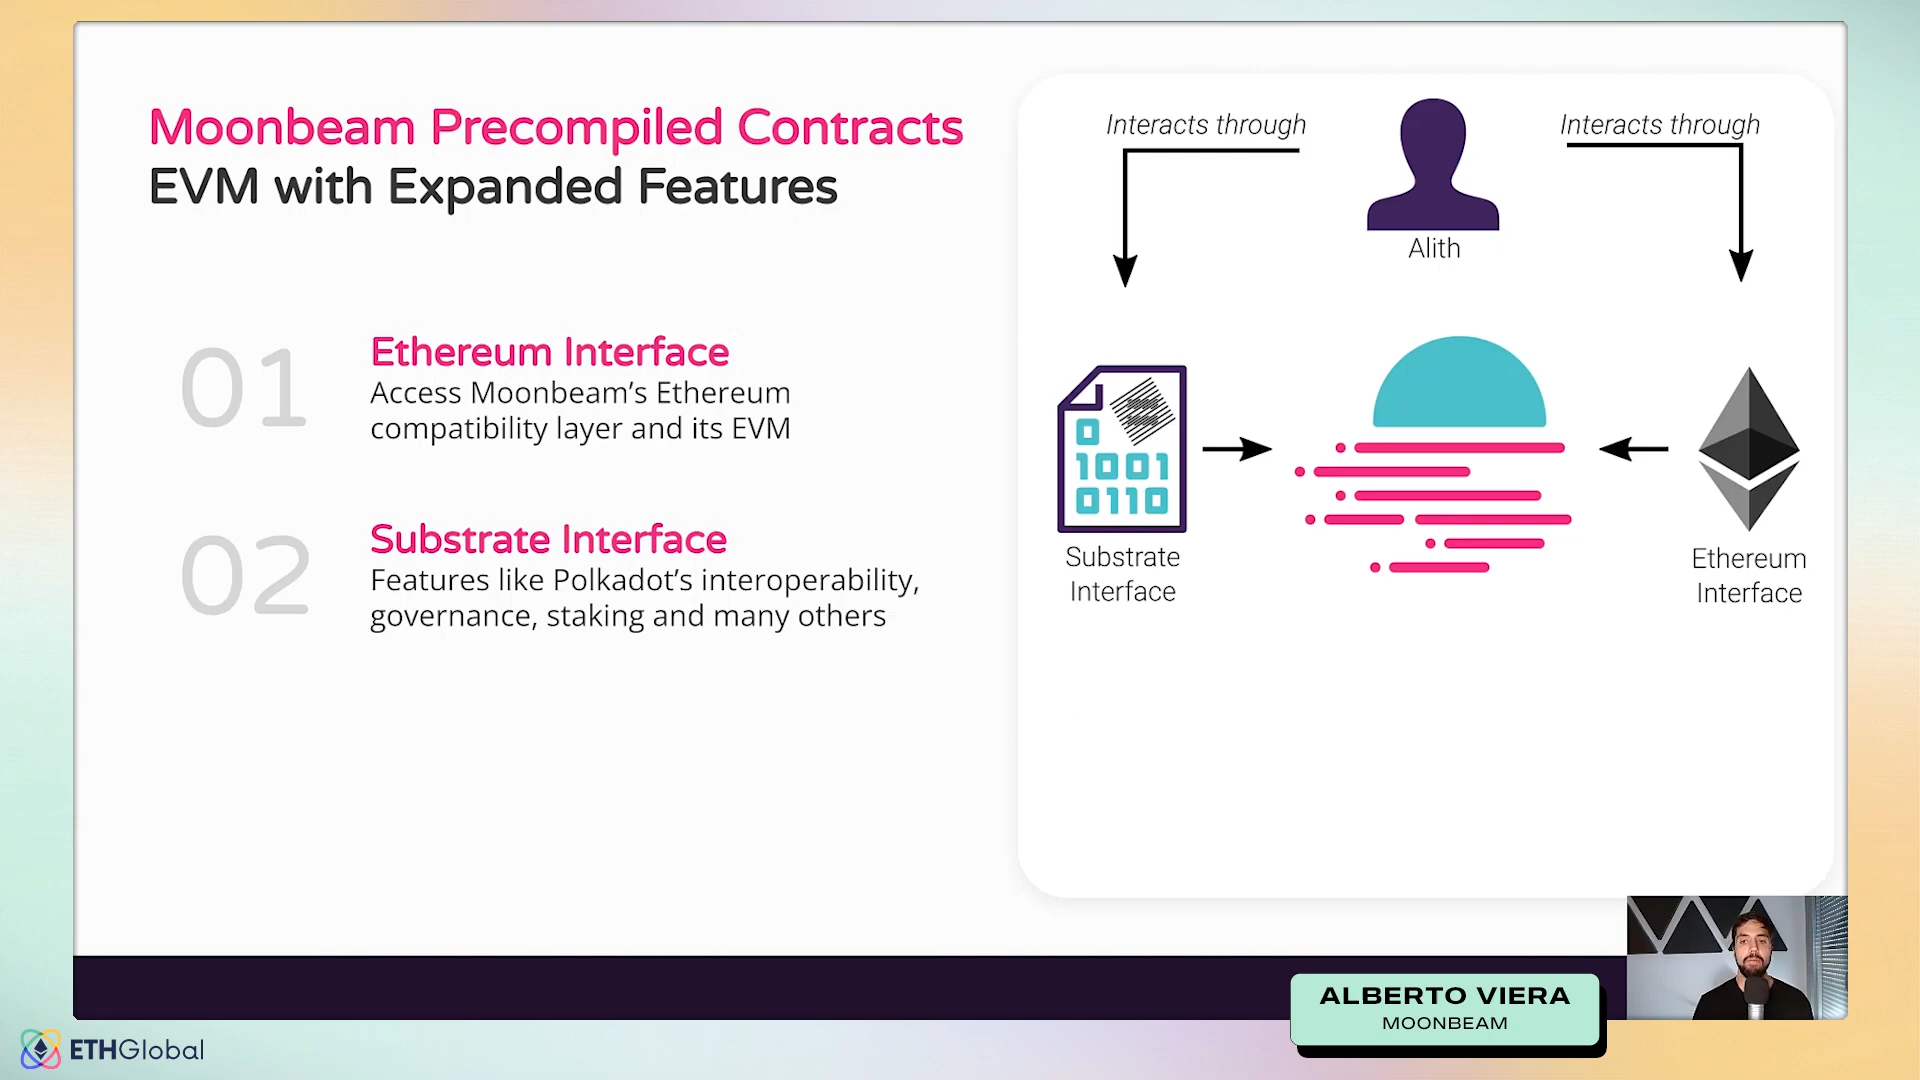 Moonbeam Precompiled Contracts
EVM with Expanded Features
01
Ethereum Interface
Access Moonbeam’s Ethereum
compatibility layer and its EVM
02
Substrate Interface
Features like Polkadot’s interoperability,
governance, staking and many others
Interacts through
Interacts through
Alith
0
1001
0110
Substrate
Interface
Ethereum
Interface
ALBERTO VIERA
MOONBEAM
ETHGlobal